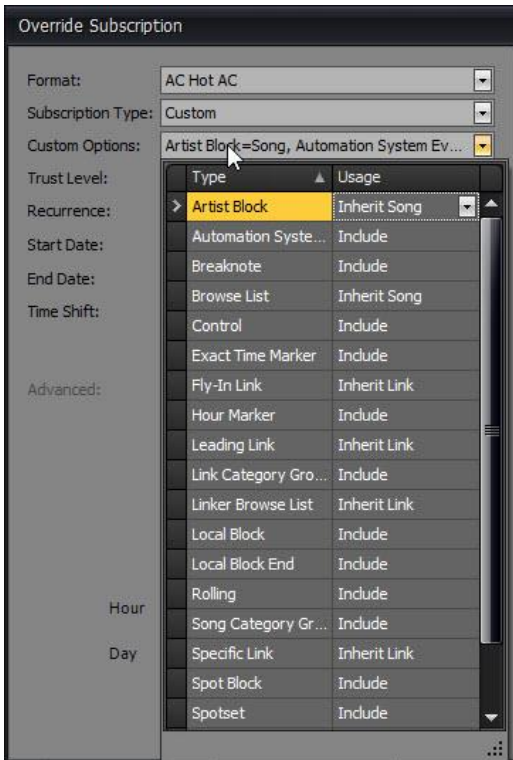 Override Subscription
Format: AC Hot AC
Subscription Type: Custom
Custom Options: Artist Block=Song, Automation System Ev...
Trust Level:
Recurrence:
Start Date:
End Date:
Time Shift:
Advanced:
Hour
Day
Type Usage
Artist Block Inherit Song
Automation Syste... Include
Breaknote Include
Browse List Inherit Song
Control Include
Exact Time Marker Include
Fly-In Link Inherit Link
Hour Marker Include
Leading Link Inherit Link
Link Category Gro... Include
Linker Browse List Inherit Link
Local Block Include
Local Block End Include
Rolling Include
Song Category Gr... Include
Specific Link Inherit Link
Spot Block Include
Spotset Include